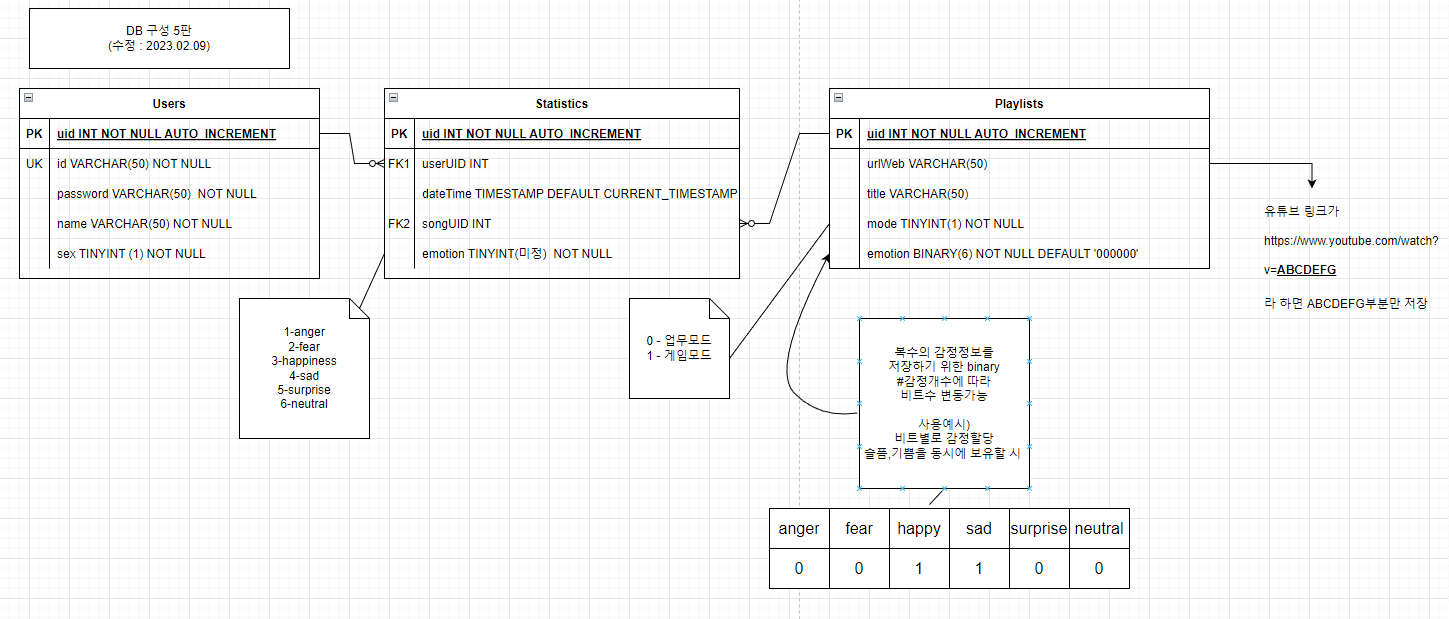 DB 구성 5판
(수정 : 2023.02.09)
Users
PK uid INT NOT NULL AUTO_INCREMENT
UK id VARCHAR(50) NOT NULL
password VARCHAR(50) NOT NULL
name VARCHAR(50) NOT NULL
sex TINYINT (1) NOT NULL
Statistics
PK uid INT NOT NULL AUTO_INCREMENT
FK1 userUID INT
dateTime TIMESTAMP DEFAULT CURRENT_TIMESTAMP
FK2 songUID INT
emotion TINYINT(미정) NOT NULL
Playlists
PK uid INT NOT NULL AUTO_INCREMENT
urlWeb VARCHAR(50)
title VARCHAR(50)
mode TINYINT(1) NOT NULL
emotion BINARY(6) NOT NULL DEFAULT '000000'
유튜브 링크가
https://www.youtube.com/watch?
v=ABCDEFG
라 하면 ABCDEFG부분만 저장
1-anger
2-fear
3-happiness
4-sad
5-surprise
6-neutral
0 - 업무모드
1 - 게임모드
복수의 감정정보를
저장하기 위한 binary
#감정개수에 따라
비트수 변동가능
사용예시)
비트별로 감정할당
슬픔,기쁨을 동시에 보유할 시
anger fear happy sad surprise neutral
0 0 1 1 0 0